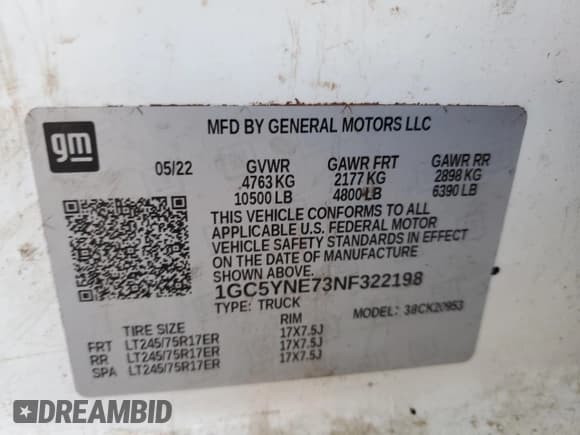 gm
MFD BY GENERAL MOTORS LLC
05/22 GVWR GAWR FRT GAWR RR
4763 KG 2177 KG 2898 KG
10500 LB 4800 LB 6390 LB
THIS VEHICLE CONFORMS TO ALL
APPLICABLE U.S. FEDERAL MOTOR
VEHICLE SAFETY STANDARDS IN EFFECT
ON THE DATE OF MANUFACTURE
SHOWN ABOVE.
1GC5YNE73NF322198
TYPE: TRUCK MODEL: 38CK20953
TIRE SIZE RIM
FRT LT245/75R17ER 17X7.5J
RR LT245/75R17ER 17X7.5J
SPA LT245/75R17ER 17X7.5J
DREAMBID